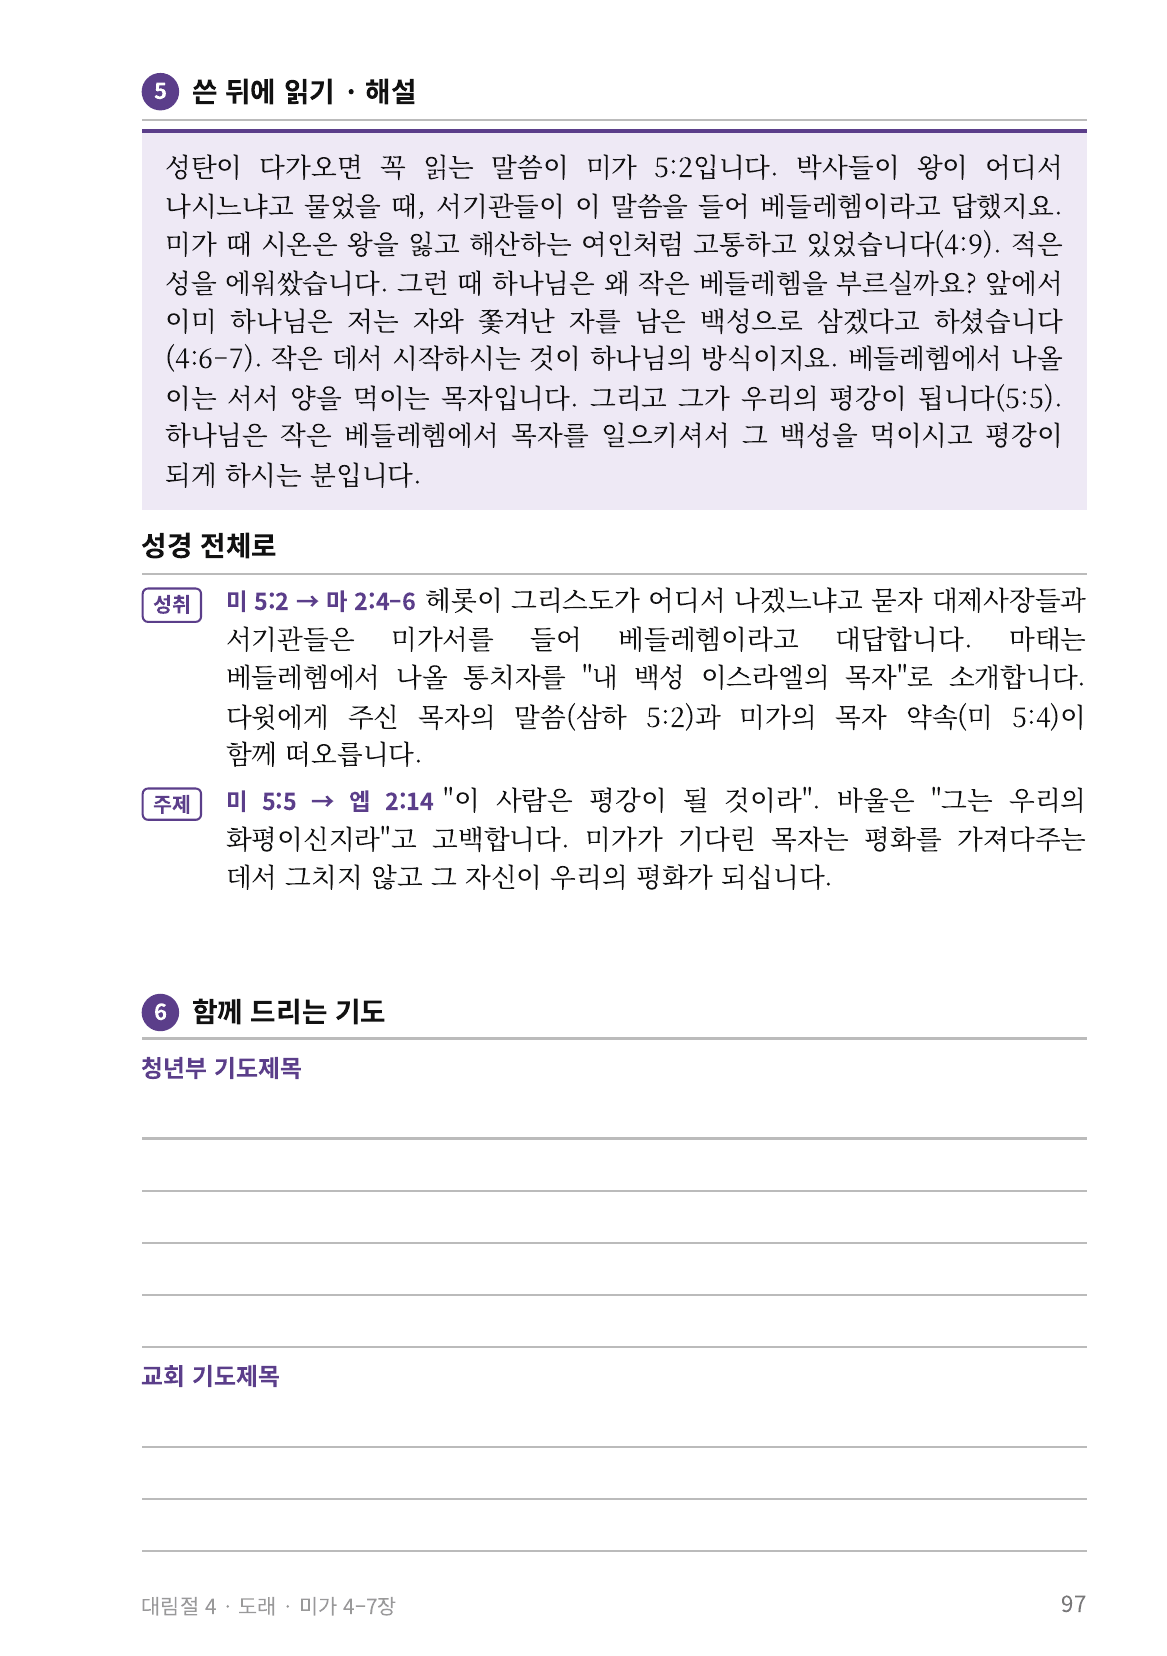 5 쓴 뒤에 읽기 · 해설
성탄이 다가오면 꼭 읽는 말씀이 미가 5:2입니다. 박사들이 왕이 어디서
나시느냐고 물었을 때, 서기관들이 이 말씀을 들어 베들레헴이라고 답했지요.
미가 때 시온은 왕을 잃고 해산하는 여인처럼 고통하고 있었습니다(4:9). 적은
성을 에워쌌습니다. 그런 때 하나님은 왜 작은 베들레헴을 부르실까요? 앞에서
이미 하나님은 저는 자와 쫓겨난 자를 남은 백성으로 삼겠다고 하셨습니다
(4:6-7). 작은 데서 시작하시는 것이 하나님의 방식이지요. 베들레헴에서 나올
이는 서서 양을 먹이는 목자입니다. 그리고 그가 우리의 평강이 됩니다(5:5).
하나님은 작은 베들레헴에서 목자를 일으키셔서 그 백성을 먹이시고 평강이
되게 하시는 분입니다.
성경 전체로
성취 미 5:2 → 마 2:4-6 헤롯이 그리스도가 어디서 나겠느냐고 묻자 대제사장들과
서기관들은 미가서를 들어 베들레헴이라고 대답합니다. 마태는
베들레헴에서 나올 통치자를 "내 백성 이스라엘의 목자"로 소개합니다.
다윗에게 주신 목자의 말씀(삼하 5:2)과 미가의 목자 약속(미 5:4)이
함께 떠오릅니다.
주제 미 5:5 → 엡 2:14 "이 사람은 평강이 될 것이라". 바울은 "그는 우리의
화평이신지라"고 고백합니다. 미가가 기다린 목자는 평화를 가져다주는
데서 그치지 않고 그 자신이 우리의 평화가 되십니다.
6 함께 드리는 기도
청년부 기도제목
교회 기도제목
대림절 4 · 도래 · 미가 4-7장 97